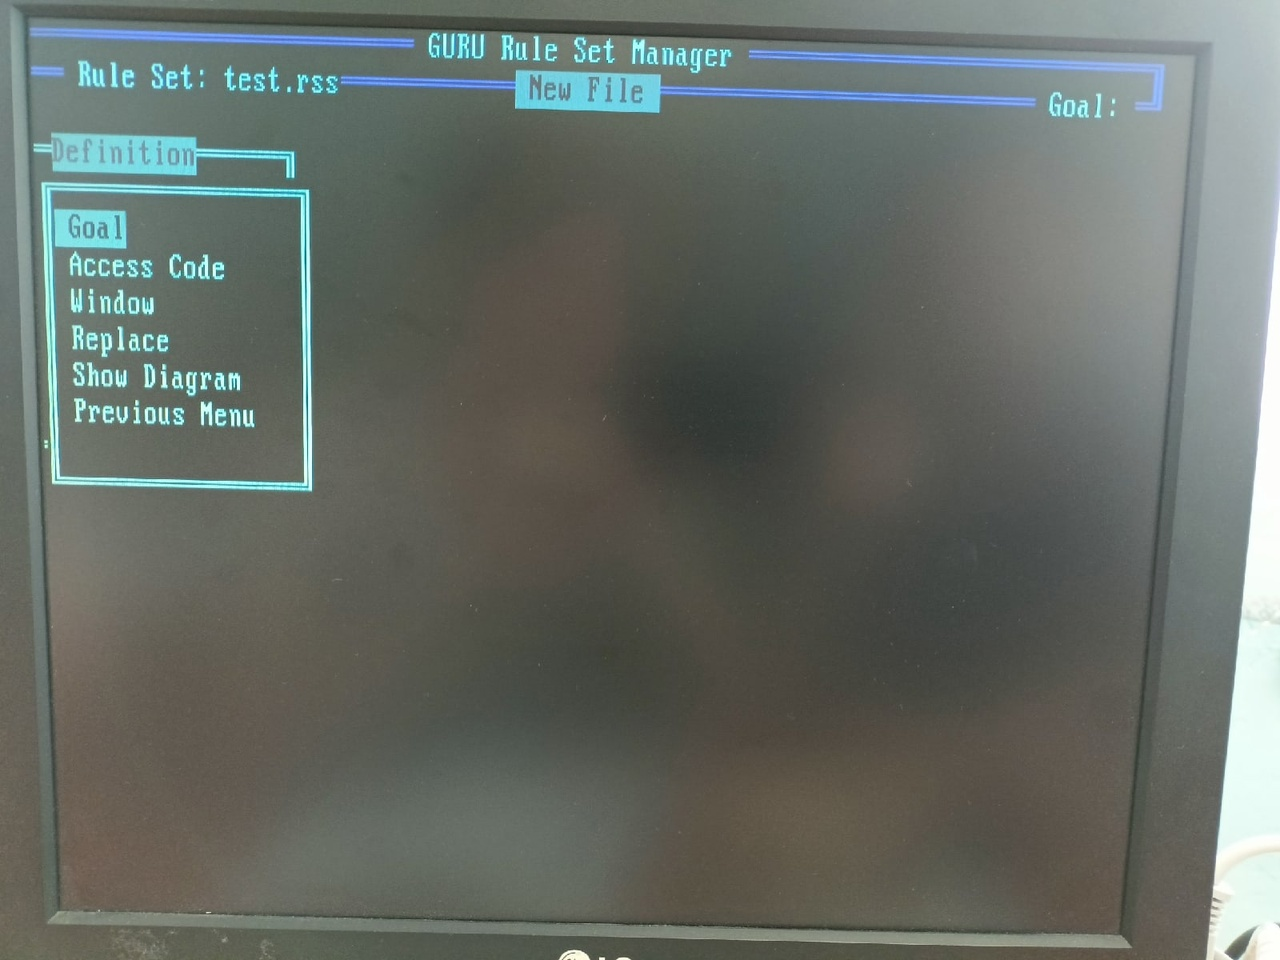 GURU Rule Set Manager
Rule Set: test.rss New File Goal:
Definition
Goal
Access Code
Window
Replace
Show Diagram
Previous Menu